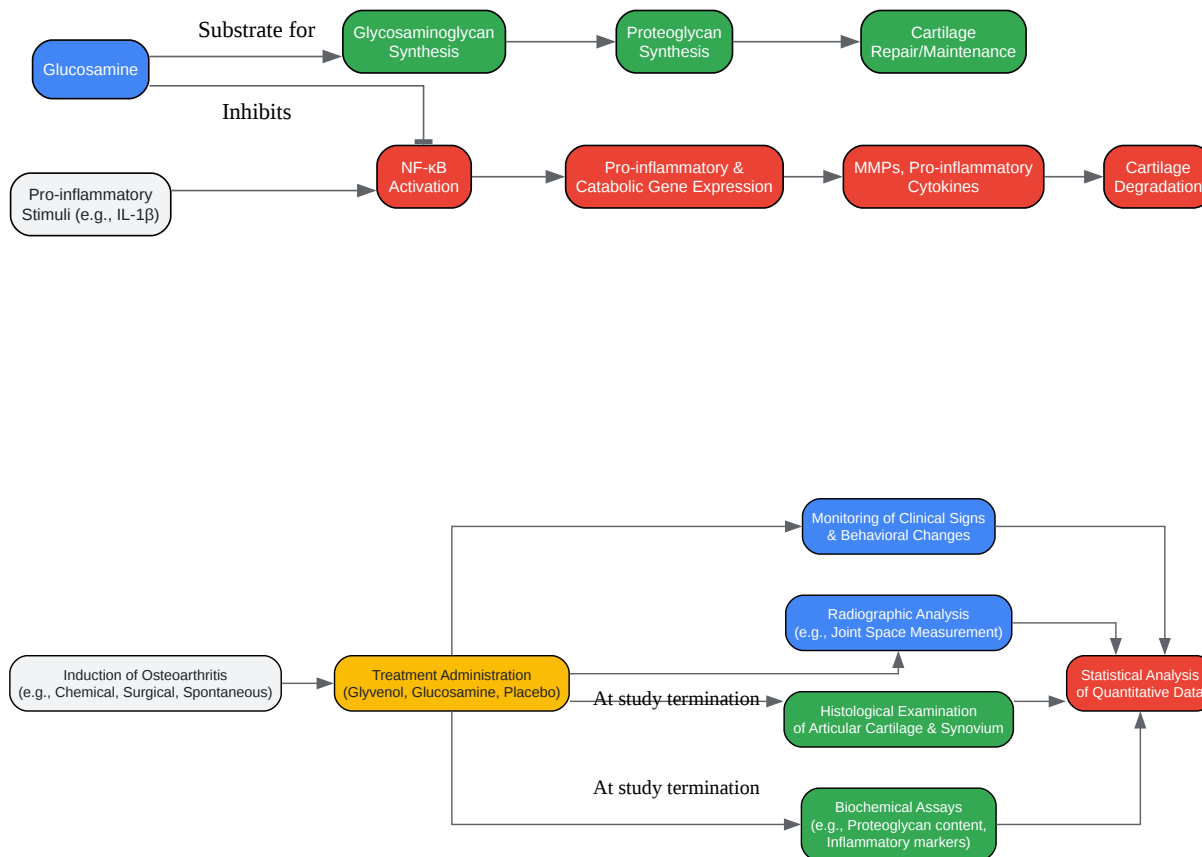 Substrate for
Glucosamine
Glycosaminoglycan
Synthesis
Proteoglycan
Synthesis
Cartilage
Repair/Maintenance
Inhibits
Pro-inflammatory
Stimuli (e.g., IL-1β)
NF-κB
Activation
Pro-inflammatory &
Catabolic Gene Expression
MMPs, Pro-inflammatory
Cytokines
Cartilage
Degradation
Induction of Osteoarthritis
(e.g., Chemical, Surgical, Spontaneous)
Treatment Administration
(Glyvenol, Glucosamine, Placebo)
Monitoring of Clinical Signs
& Behavioral Changes
Radiographic Analysis
(e.g., Joint Space Measurement)
At study termination
Histological Examination
of Articular Cartilage & Synovium
At study termination
Biochemical Assays
(e.g., Proteoglycan content,
Inflammatory markers)
Statistical Analysis
of Quantitative Data